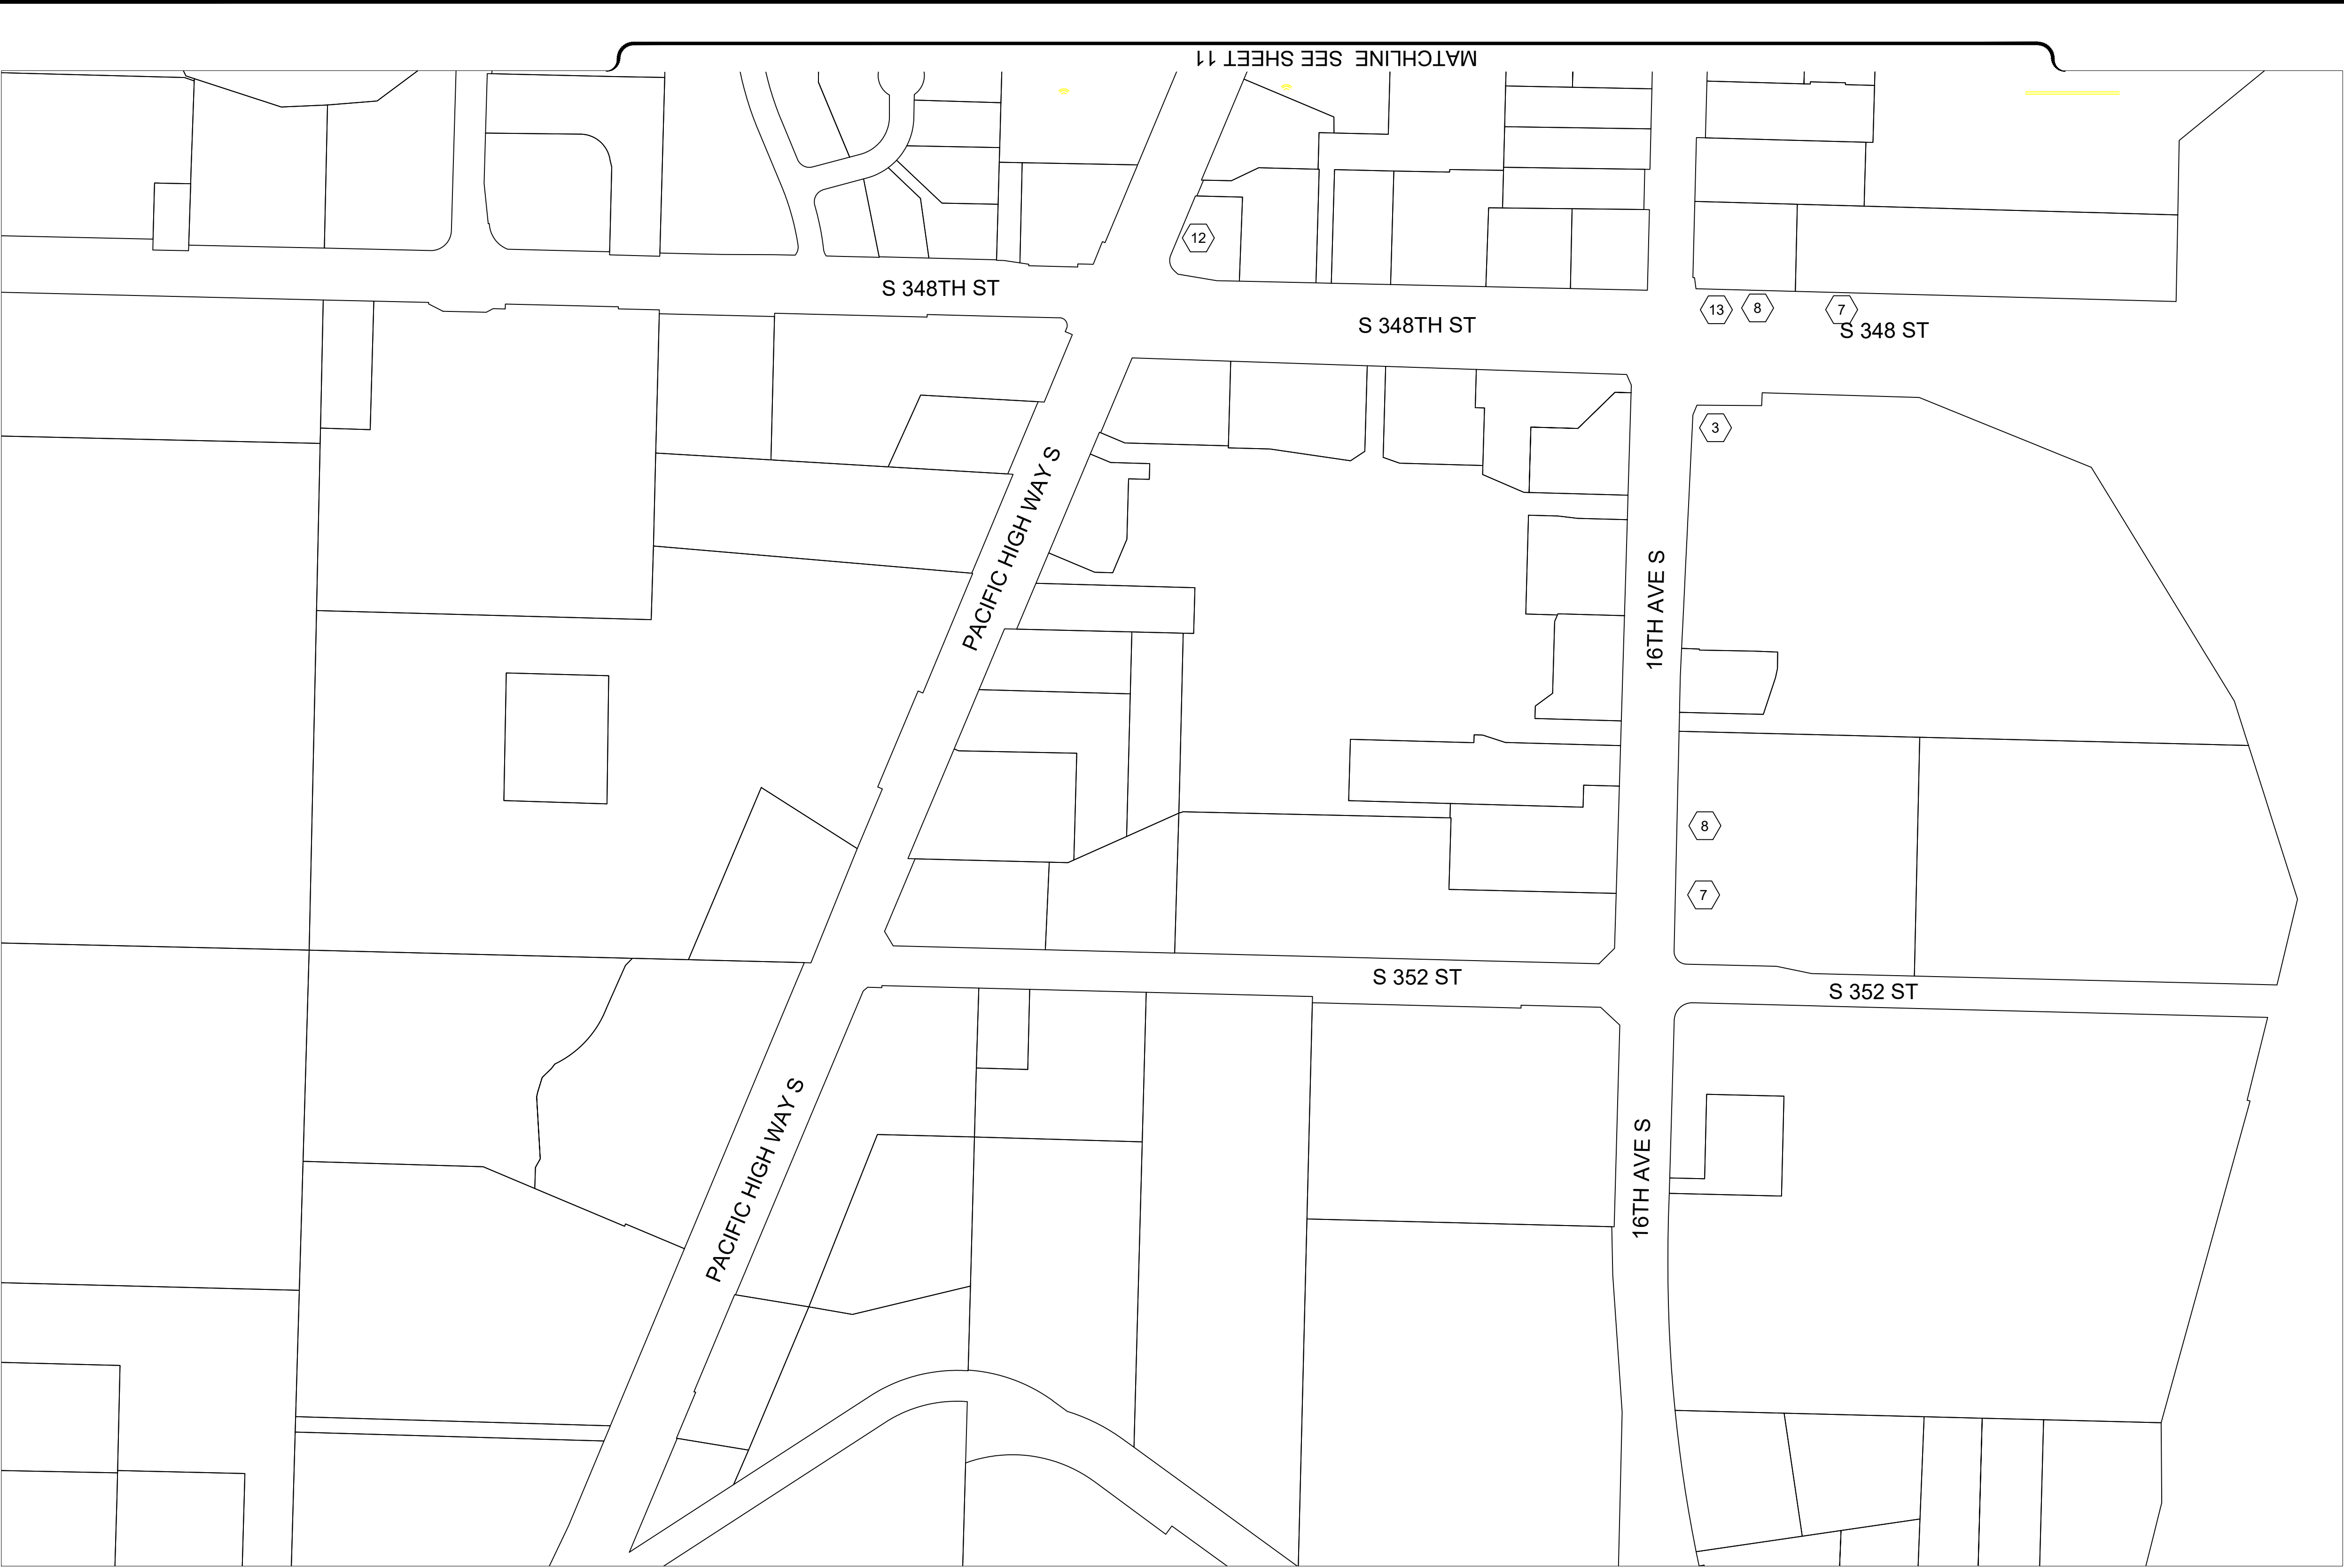 MATCHLINE SEE SHEET 11
12
S 348TH ST
13
8
7
S 348TH ST
S 348 ST
3
PACIFIC HIGH WAY S
16TH AVE S
8
7
S 352 ST
S 352 ST
PACIFIC HIGH WAY S
16TH AVE S